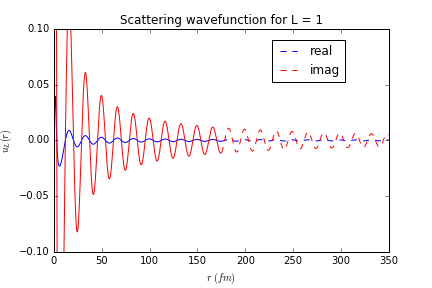 Scattering wavefunction for L = 1
0.10
0.05
0.00
−0.05
−0.10
u_L(r)
real
imag
0 50 100 150 200 250 300 350
r (fm)